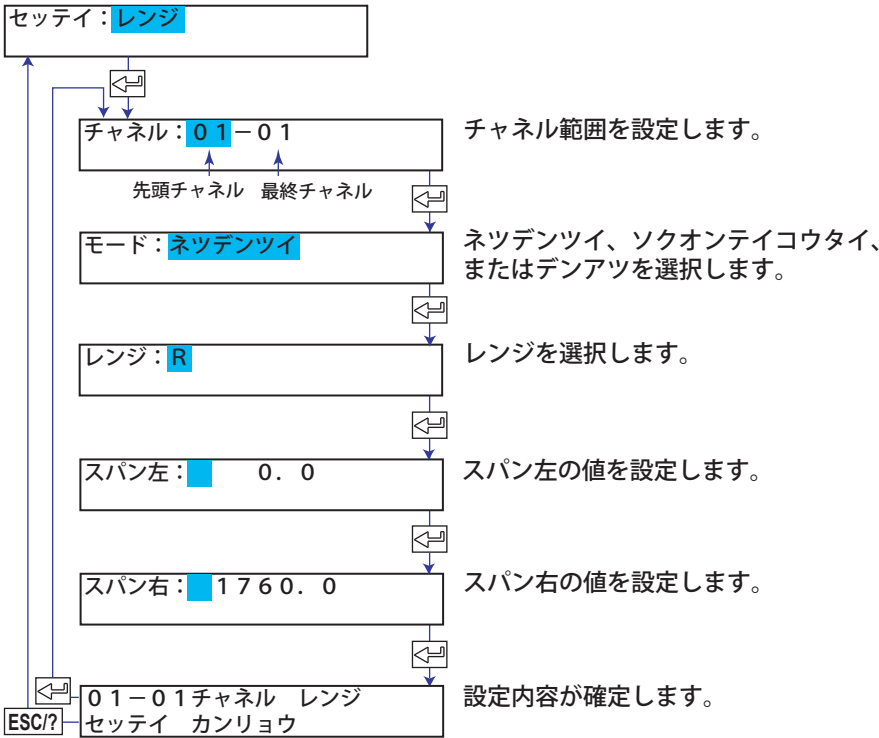 セッテイ：レンジ
チャネル：０１－０１
チャネル範囲を設定します。
先頭チャネル 最終チャネル
モード：ネツデンツイ
ネツデンツイ、ソクオンテイコウタイ、
またはデンアツを選択します。
レンジ：R
レンジを選択します。
スパン左：　　０．０
スパン左の値を設定します。
スパン右：　１７６０．０
スパン右の値を設定します。
０１－０１チャネル　レンジ
セッテイ　カンリョウ
設定内容が確定します。
ESC/?